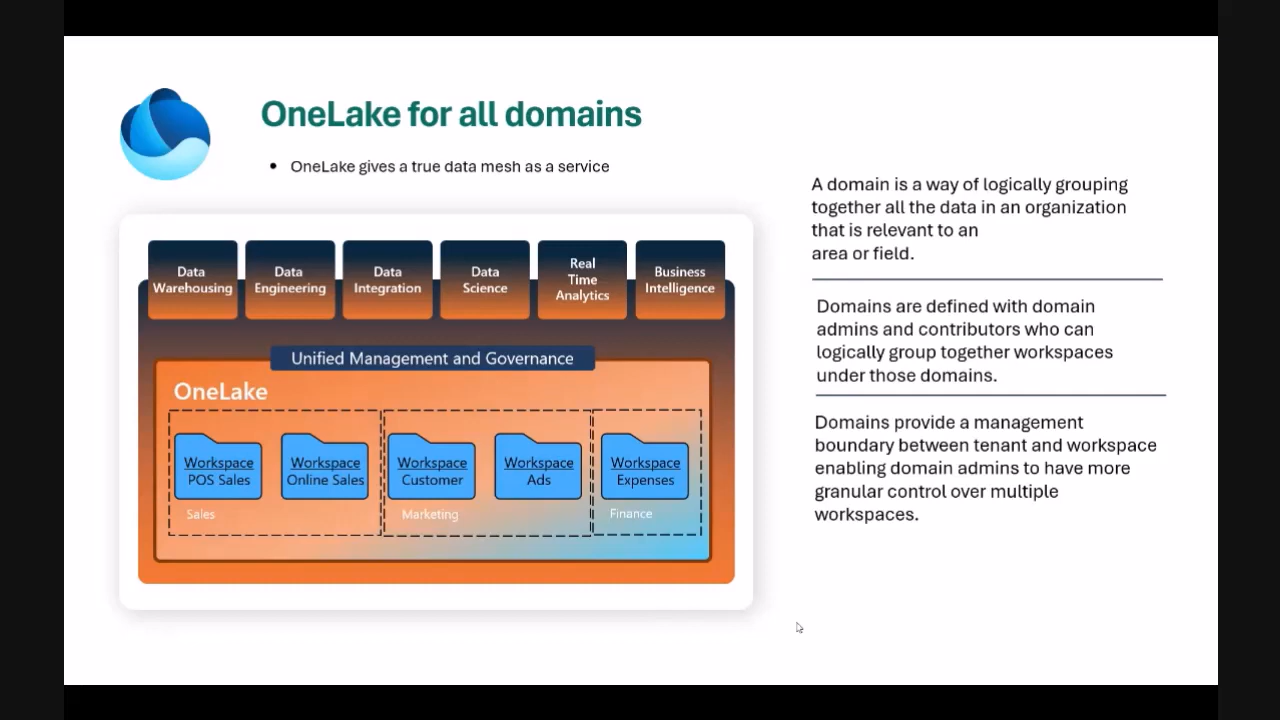 OneLake for all domains
• OneLake gives a true data mesh as a service
Data
Warehousing
Data
Engineering
Data
Integration
Data
Science
Real
Time
Analytics
Business
Intelligence
Unified Management and Governance
OneLake
Workspace
POS Sales
Workspace
Online Sales
Workspace
Customer
Workspace
Ads
Workspace
Expenses
Sales
Marketing
Finance
A domain is a way of logically grouping
together all the data in an organization
that is relevant to an
area or field.
Domains are defined with domain
admins and contributors who can
logically group together workspaces
under those domains.
Domains provide a management
boundary between tenant and workspace
enabling domain admins to have more
granular control over multiple
workspaces.